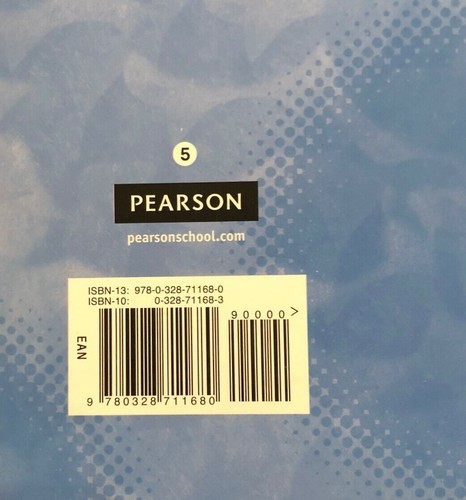 5
PEARSON
pearsonschool.com
ISBN-13: 978-0-328-71168-0
ISBN-10: 0-328-71168-3
90000>
EAN
9 780328 711680